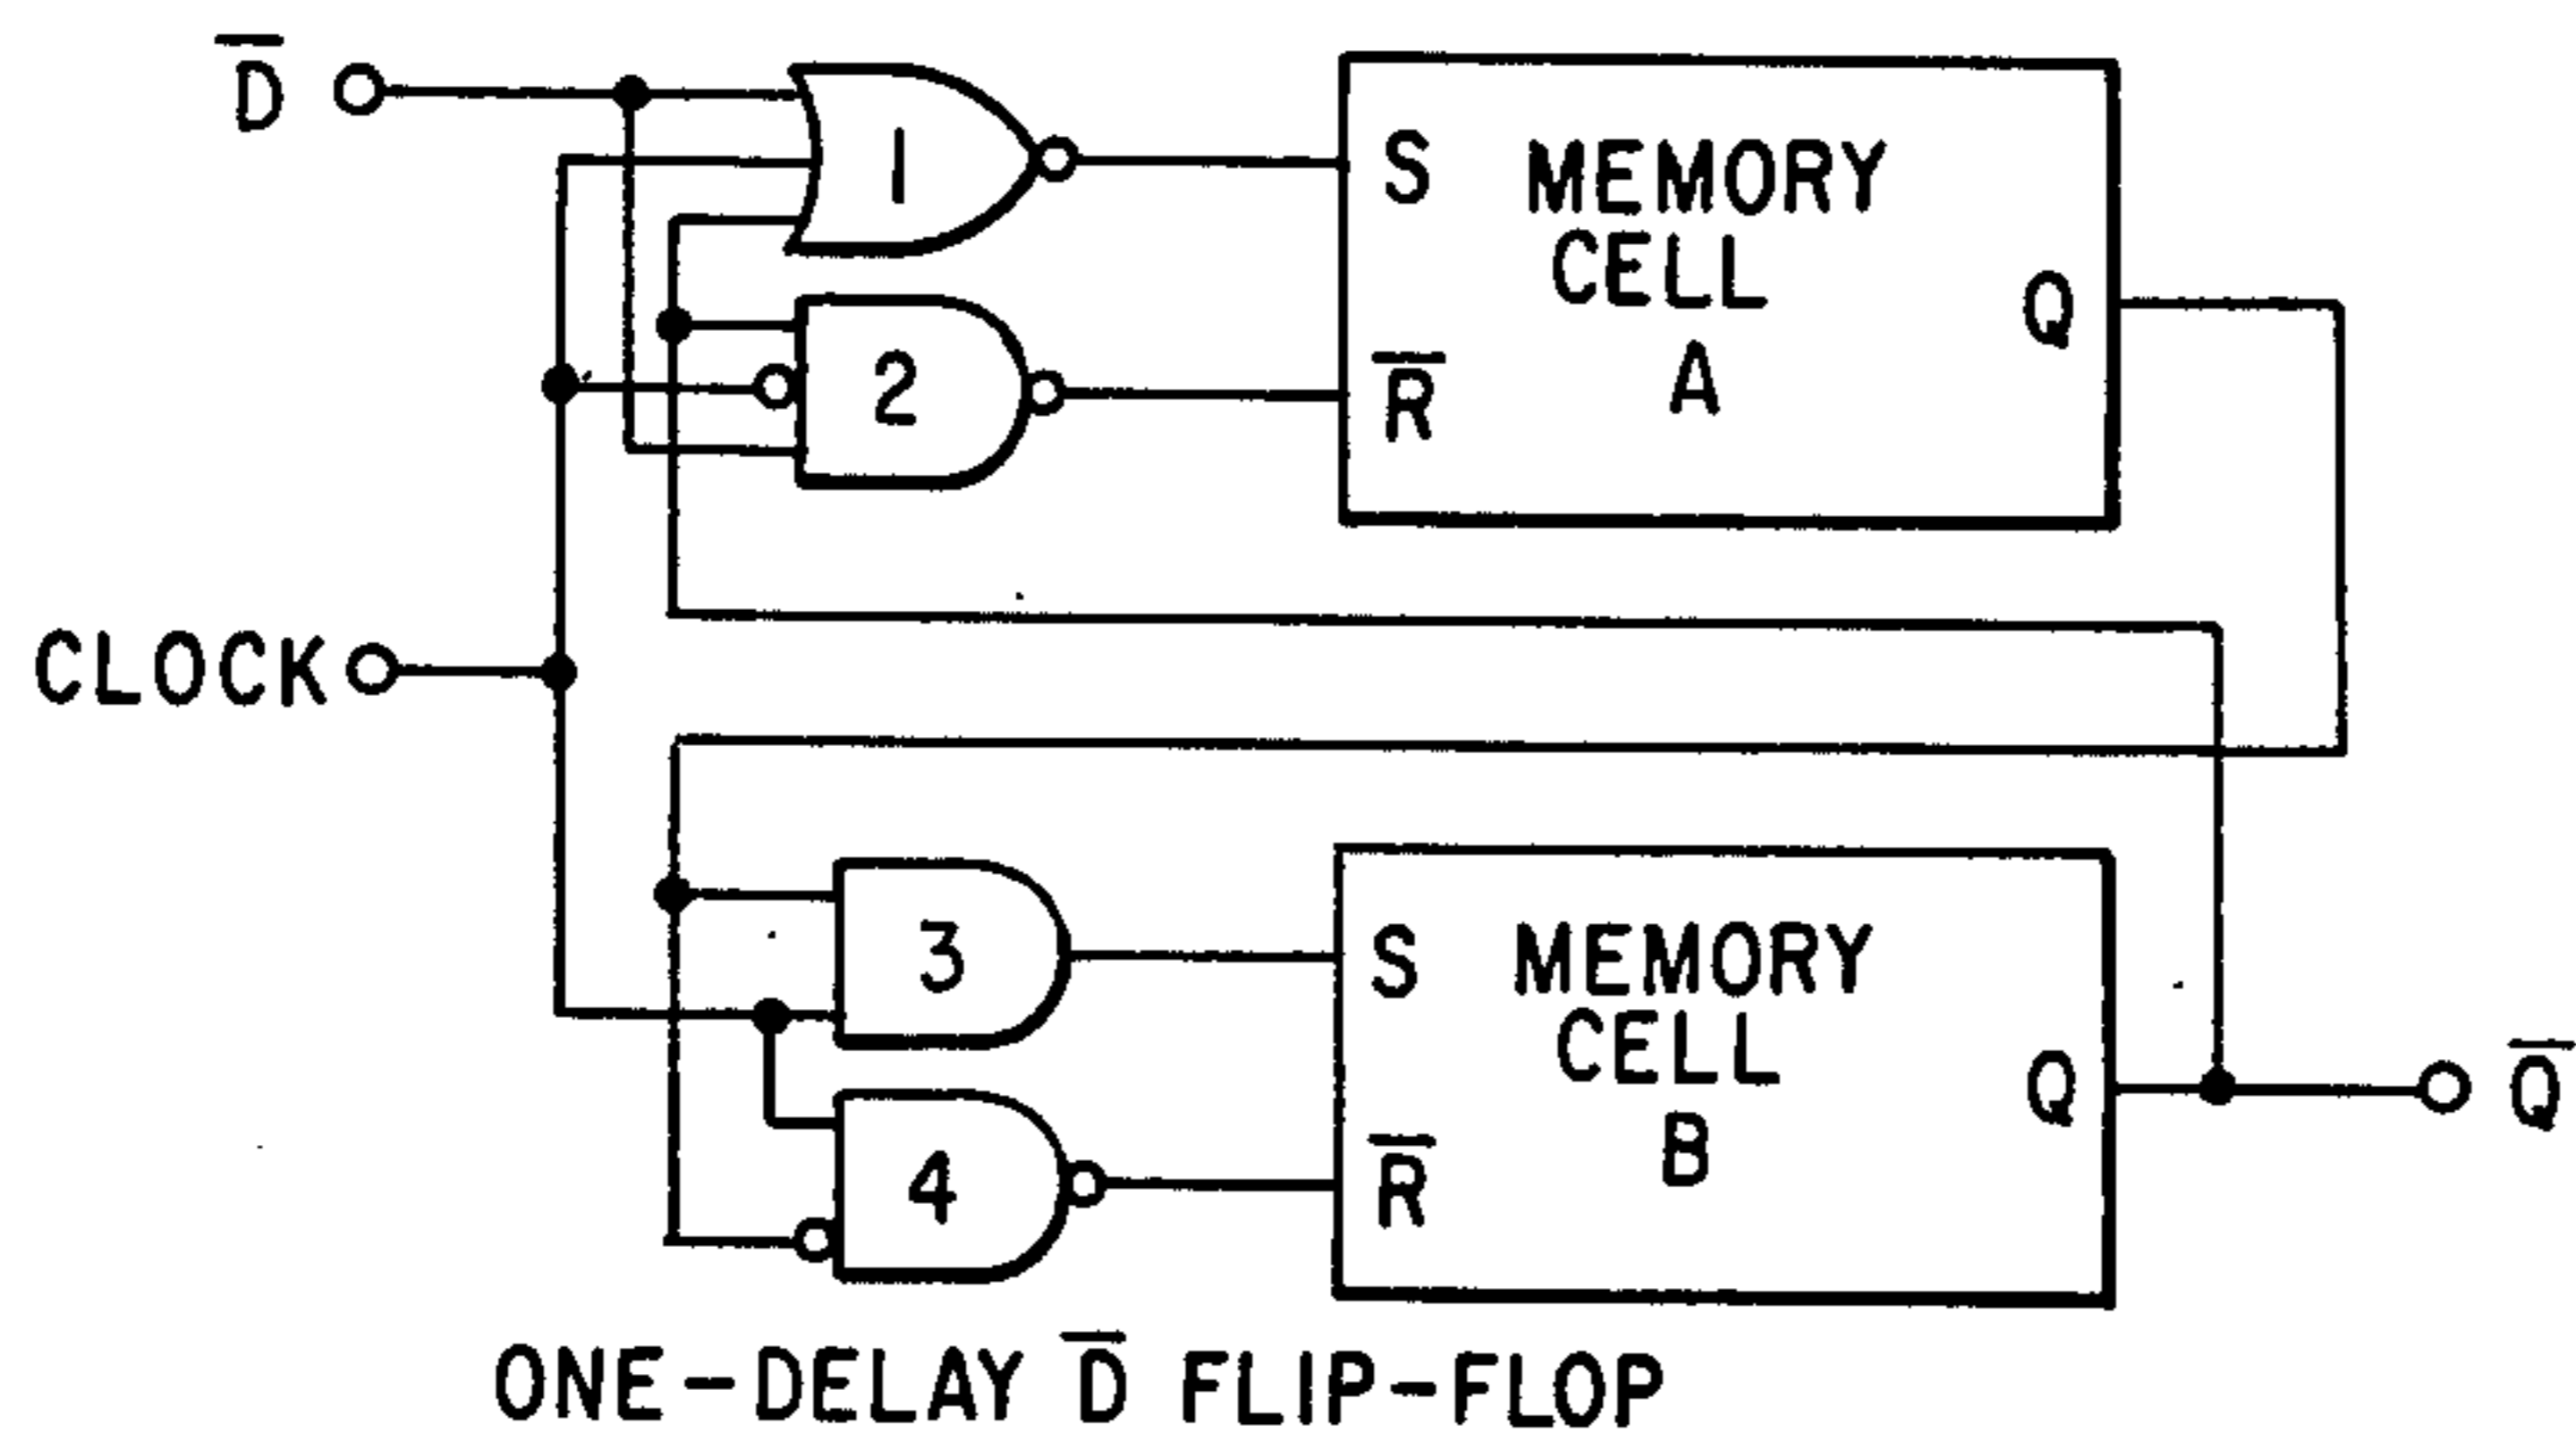 D̅
1
S
MEMORY
CELL
A
Q
2
R̅
CLOCK
3
S
MEMORY
CELL
B
Q
Q̅
4
R̅
ONE-DELAY D̅ FLIP-FLOP